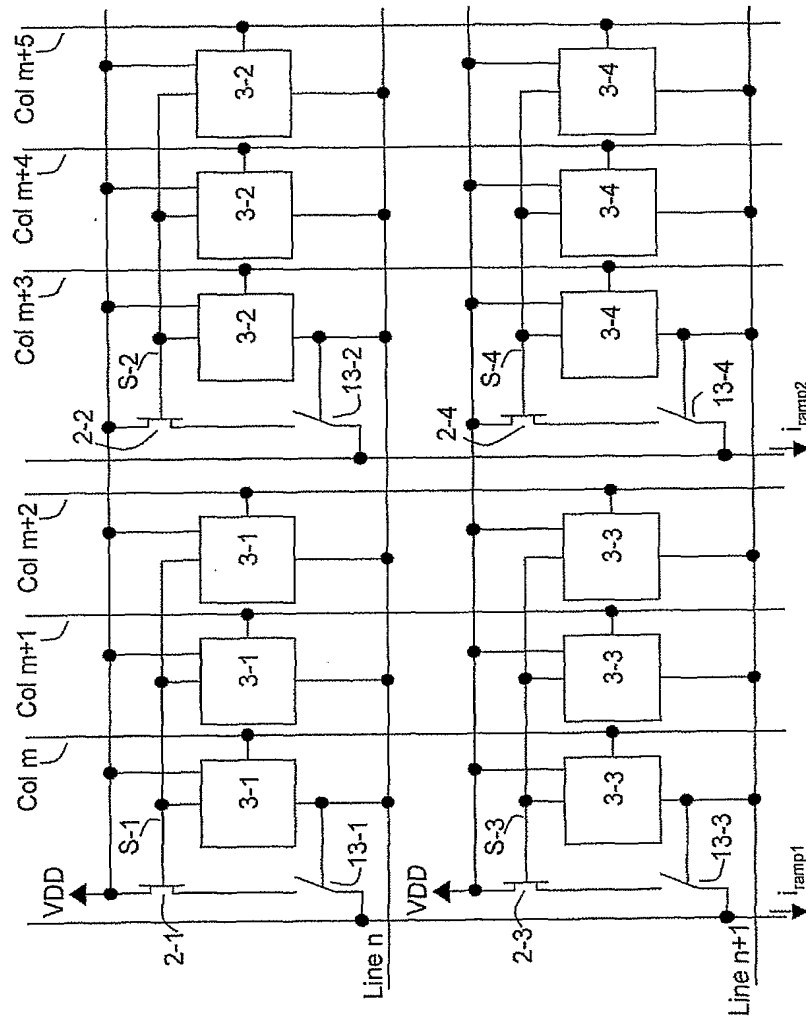 Col m
Col m+1
Col m+2
Col m+3
Col m+4
Col m+5
VDD
S-1
S-2
2-1
2-2
3-1
3-1
3-1
3-2
3-2
3-2
13-1
13-2
Line n
VDD
S-3
S-4
2-3
2-4
3-3
3-3
3-3
3-4
3-4
3-4
13-3
13-4
Line n+1
iramp1
iramp2